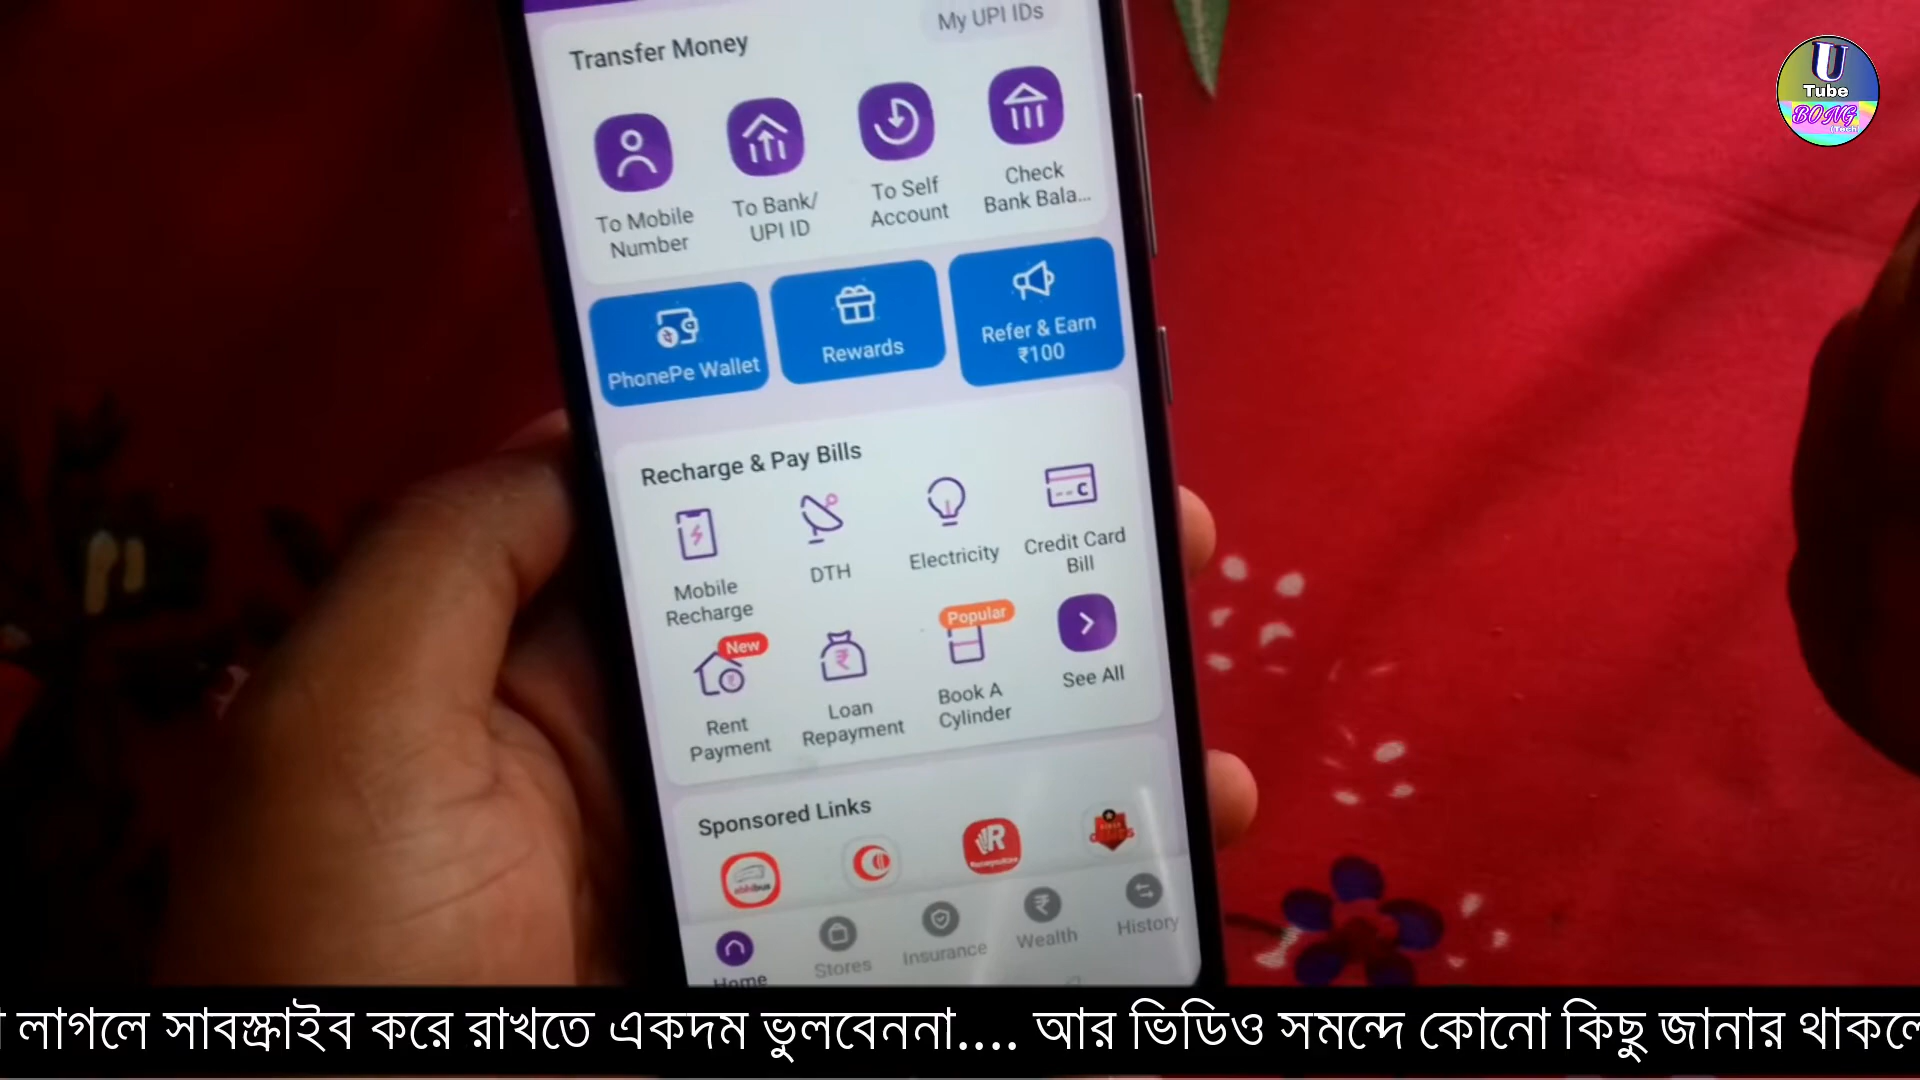 My UPI IDs
Transfer Money
To Mobile
Number
To Bank/
UPI ID
To Self
Account
Check
Bank Bala...
PhonePe Wallet
Rewards
Refer & Earn
₹100
Recharge & Pay Bills
Mobile
Recharge
DTH
Electricity
Credit Card
Bill
New
Rent
Payment
Loan
Repayment
Popular
Book A
Cylinder
See All
Sponsored Links
abhibus
Home
Stores
Insurance
Wealth
History
U
Tube
BONG
(Tech)
লাগলে সাবস্ক্রাইব করে রাখতে একদম ভুলবেননা.... আর ভিডিও সমন্দে কোনো কিছু জানার থাকলে